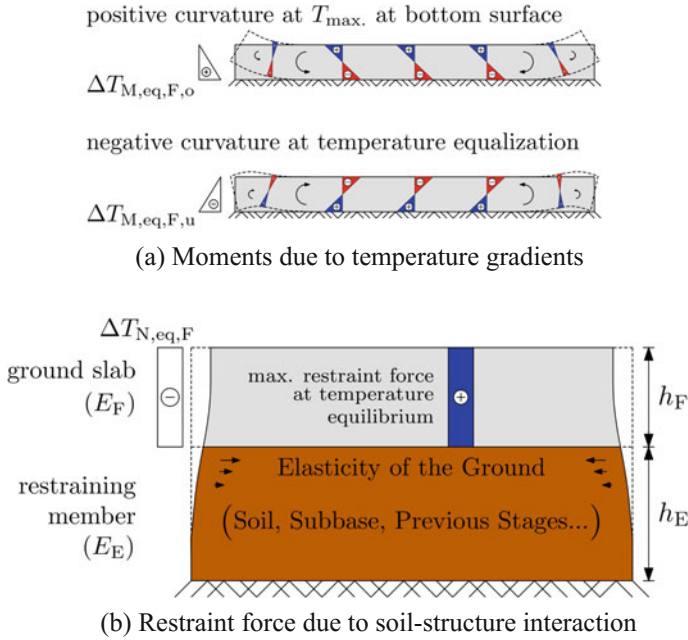 positive curvature at T_max. at bottom surface
⊕
ΔT_M,eq,F,o
⊕ ⊕ ⊕
⊖ ⊖ ⊖
negative curvature at temperature equalization
⊖
ΔT_M,eq,F,u
⊖ ⊖ ⊖
⊕ ⊕ ⊕
(a) Moments due to temperature gradients
ΔT_N,eq,F
ground slab
(E_F)
⊖
max. restraint force
at temperature
equilibrium
⊕
h_F
restraining
member
(E_E)
Elasticity of the Ground
(Soil, Subbase, Previous Stages...)
h_E
(b) Restraint force due to soil-structure interaction